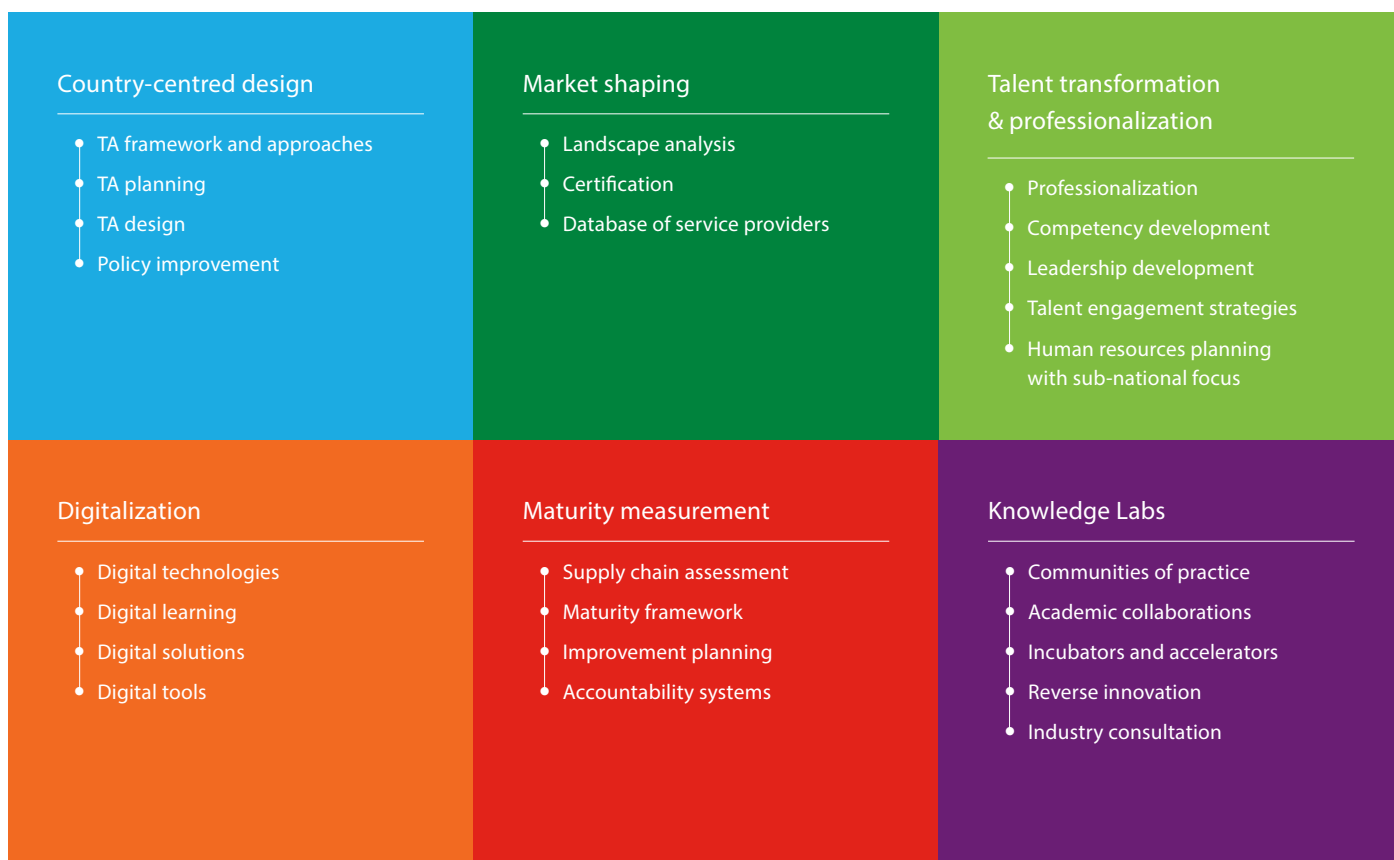 Country-centred design
TA framework and approaches
TA planning
TA design
Policy improvement
Market shaping
Landscape analysis
Certification
Database of service providers
Talent transformation
& professionalization
Professionalization
Competency development
Leadership development
Talent engagement strategies
Human resources planning
with sub-national focus
Digitalization
Digital technologies
Digital learning
Digital solutions
Digital tools
Maturity measurement
Supply chain assessment
Maturity framework
Improvement planning
Accountability systems
Knowledge Labs
Communities of practice
Academic collaborations
Incubators and accelerators
Reverse innovation
Industry consultation